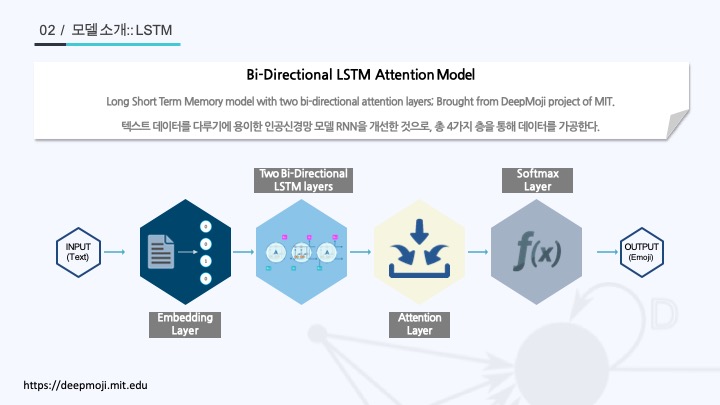 02 / 모델 소개:: LSTM
Bi-Directional LSTM Attention Model
Long Short Term Memory model with two bi-directional attention layers; Brought from DeepMoji project of MIT.
텍스트 데이터를 다루기에 용이한 인공신경망 모델 RNN을 개선한 것으로, 총 4가지 층을 통해 데이터를 가공한다.
Two Bi-Directional
LSTM layers
Softmax
Layer
INPUT
(Text)
0
0
1
0
f(x)
OUTPUT
(Emoji)
Embedding
Layer
Attention
Layer
D
https://deepmoji.mit.edu